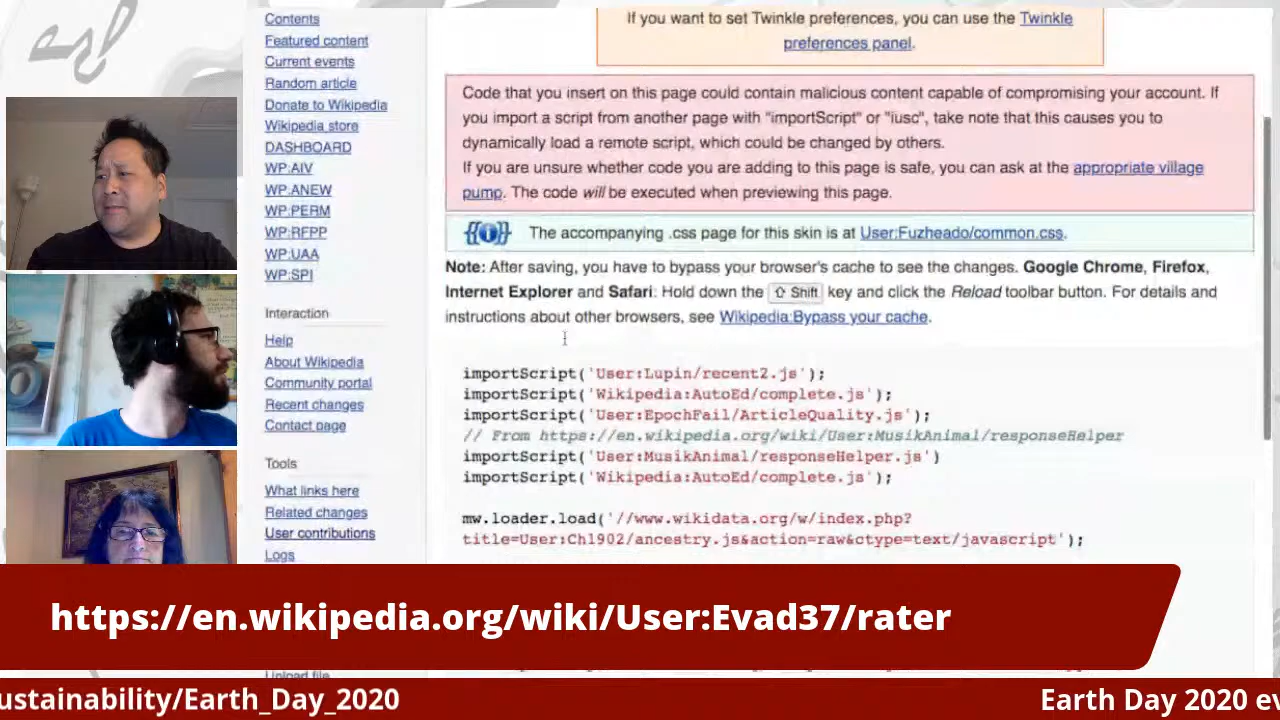 Contents
Featured content
Current events
Random article
Donate to Wikipedia
Wikipedia store
DASHBOARD
WP:AIV
WP:ANEW
WP:PERM
WP:RFPP
WP:UAA
WP:SPI
Interaction
Help
About Wikipedia
Community portal
Recent changes
Contact page
Tools
What links here
Related changes
User contributions
Logs
Upload file
If you want to set Twinkle preferences, you can use the Twinkle
preferences panel.
Code that you insert on this page could contain malicious content capable of compromising your account. If
you import a script from another page with "importScript" or "iusc", take note that this causes you to
dynamically load a remote script, which could be changed by others.
If you are unsure whether code you are adding to this page is safe, you can ask at the appropriate village
pump. The code will be executed when previewing this page.
The accompanying .css page for this skin is at User:Fuzheado/common.css.
Note: After saving, you have to bypass your browser's cache to see the changes. Google Chrome, Firefox,
Internet Explorer and Safari: Hold down the ⇧ Shift key and click the Reload toolbar button. For details and
instructions about other browsers, see Wikipedia:Bypass your cache.
importScript('User:Lupin/recent2.js');
importScript('Wikipedia:AutoEd/complete.js');
importScript('User:EpochFail/ArticleQuality.js');
// From https://en.wikipedia.org/wiki/User:MusikAnimal/responseHelper
importScript('User:MusikAnimal/responseHelper.js')
importScript('Wikipedia:AutoEd/complete.js');
mw.loader.load('//www.wikidata.org/w/index.php?
title=User:Ch1902/ancestry.js&action=raw&ctype=text/javascript');
https://en.wikipedia.org/wiki/User:Evad37/rater
ustainability/Earth_Day_2020
Earth Day 2020 ev